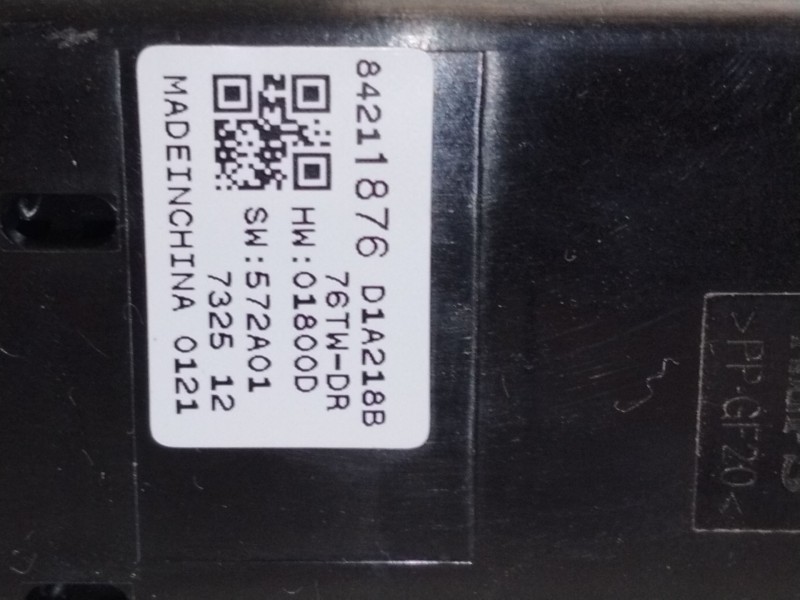 84211876 D1A218B
76TW-DR
HW:01800D
SW:572A01
7325 12
MADEINCHINA 0121
>PP-GF20<